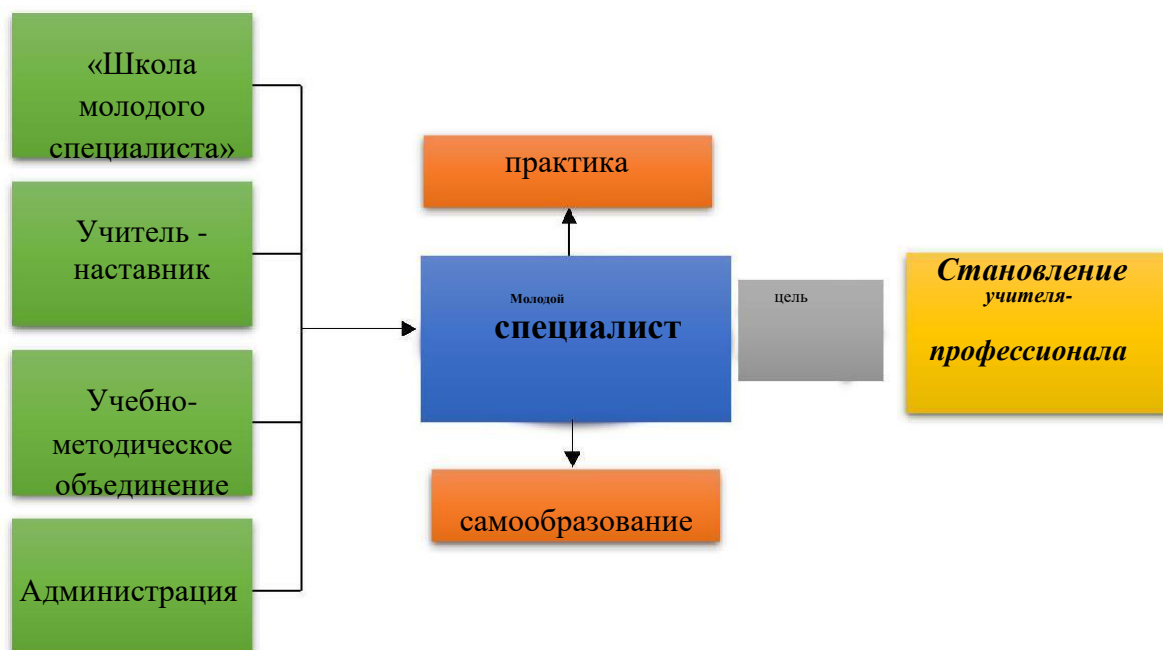 «Школа
молодого
специалиста»
Учитель -
наставник
Учебно-
методическое
объединение
Администрация
практика
Молодой
специалист
самообразование
цель
Становление
учителя-
профессионала